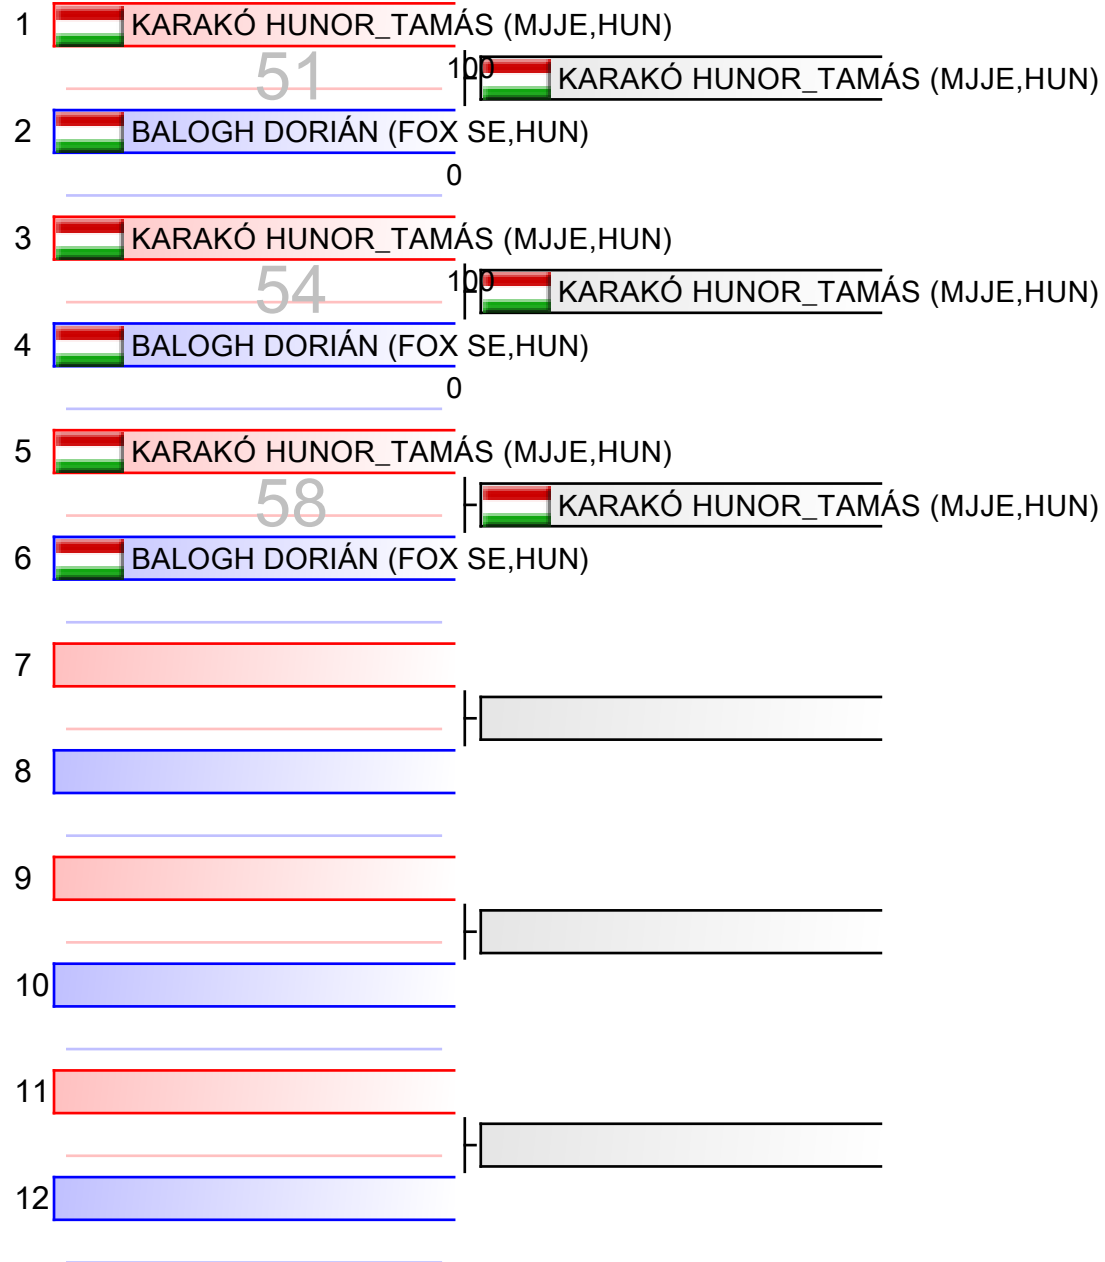 1 KARAKÓ HUNOR_TAMÁS (MJJE,HUN)
51 100 KARAKÓ HUNOR_TAMÁS (MJJE,HUN)
2 BALOGH DORIÁN (FOX SE,HUN)
0
3 KARAKÓ HUNOR_TAMÁS (MJJE,HUN)
54 100 KARAKÓ HUNOR_TAMÁS (MJJE,HUN)
4 BALOGH DORIÁN (FOX SE,HUN)
0
5 KARAKÓ HUNOR_TAMÁS (MJJE,HUN)
58 KARAKÓ HUNOR_TAMÁS (MJJE,HUN)
6 BALOGH DORIÁN (FOX SE,HUN)
7
8
9
10
11
12